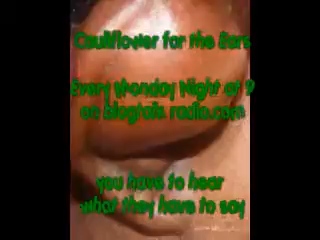 Cauliflower for the Ears
Every Monday Night at 9
on blogtalk radio.com
you have to hear
what they have to say